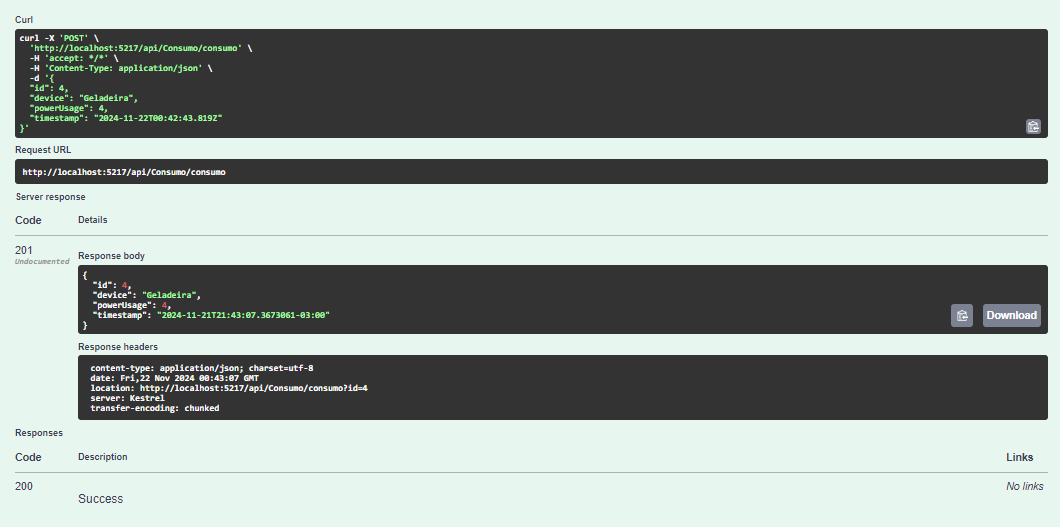 Curl
curl -X 'POST' \
'http://localhost:5217/api/Consumo/consumo' \
-H 'accept: */*' \
-H 'Content-Type: application/json' \
-d '{
"id": 4,
"device": "Geladeira",
"powerUsage": 4,
"timestamp": "2024-11-22T00:42:43.819Z"
}'
Request URL
http://localhost:5217/api/Consumo/consumo
Server response
Code Details
201
Undocumented
Response body
{
"id": 4,
"device": "Geladeira",
"powerUsage": 4,
"timestamp": "2024-11-21T21:43:07.3673061-03:00"
}
Download
Response headers
content-type: application/json; charset=utf-8
date: Fri,22 Nov 2024 00:43:07 GMT
location: http://localhost:5217/api/Consumo/consumo?id=4
server: Kestrel
transfer-encoding: chunked
Responses
Code Description Links
200 No links
Success